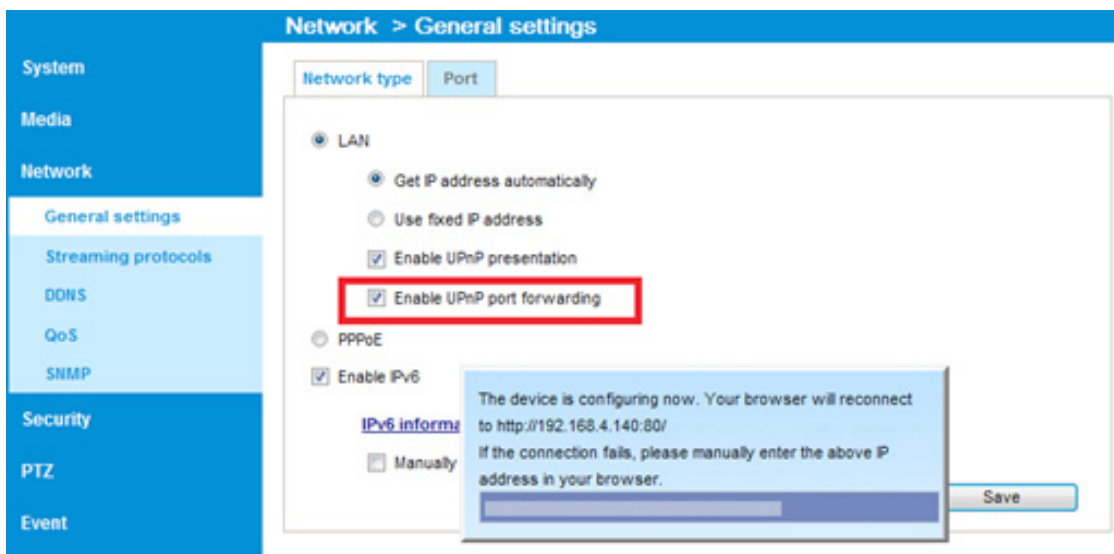 Network > General settings
System
Media
Network
General settings
Streaming protocols
DDNS
QoS
SNMP
Security
PTZ
Event
Network type
Port
LAN
Get IP address automatically
Use fixed IP address
Enable UPnP presentation
Enable UPnP port forwarding
PPPoE
Enable IPv6
IPv6 informa
Manually
The device is configuring now. Your browser will reconnect
to http://192.168.4.140:80/
If the connection fails, please manually enter the above IP
address in your browser.
Save